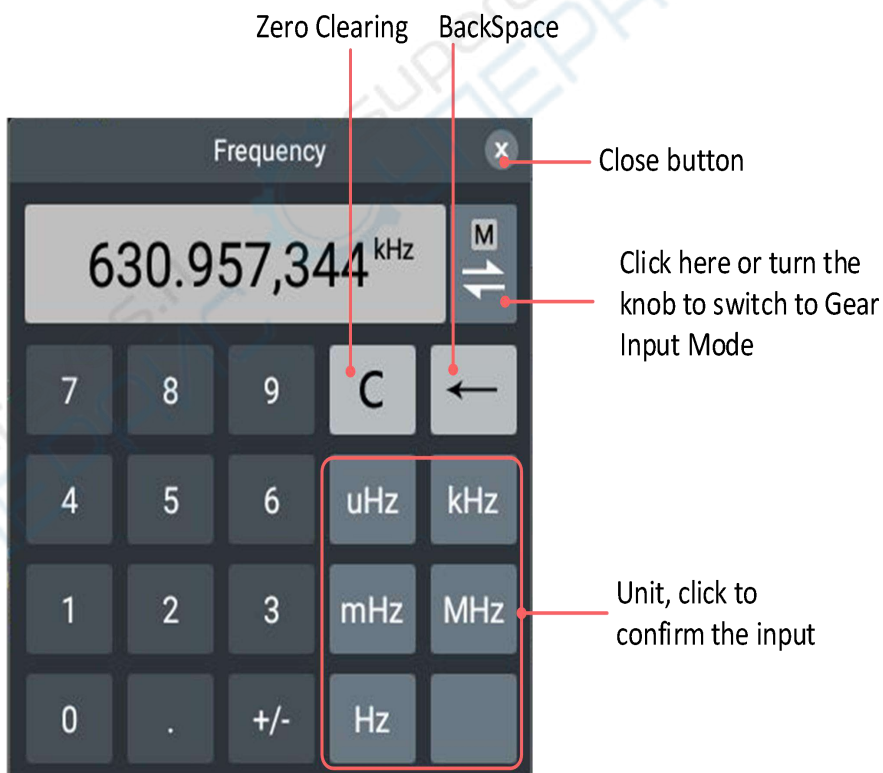 Zero Clearing BackSpace
Frequency x
Close button
630.957,344 kHz
M
Click here or turn the
knob to switch to Gear
Input Mode
7 8 9 C ←
4 5 6 uHz kHz
1 2 3 mHz MHz
Unit, click to
confirm the input
0 . +/- Hz